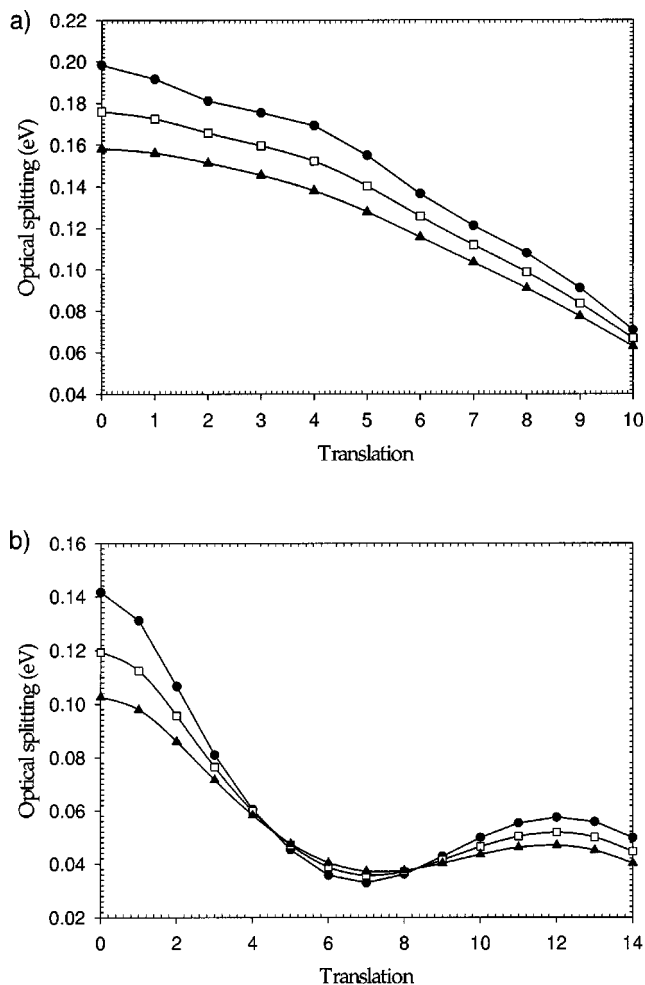 a)
0.22
0.20
0.18
0.16
0.14
0.12
0.10
0.08
0.06
0.04
Optical splitting (eV)
0 1 2 3 4 5 6 7 8 9 10
Translation
b)
0.16
0.14
0.12
0.10
0.08
0.06
0.04
0.02
Optical splitting (eV)
0 2 4 6 8 10 12 14
Translation